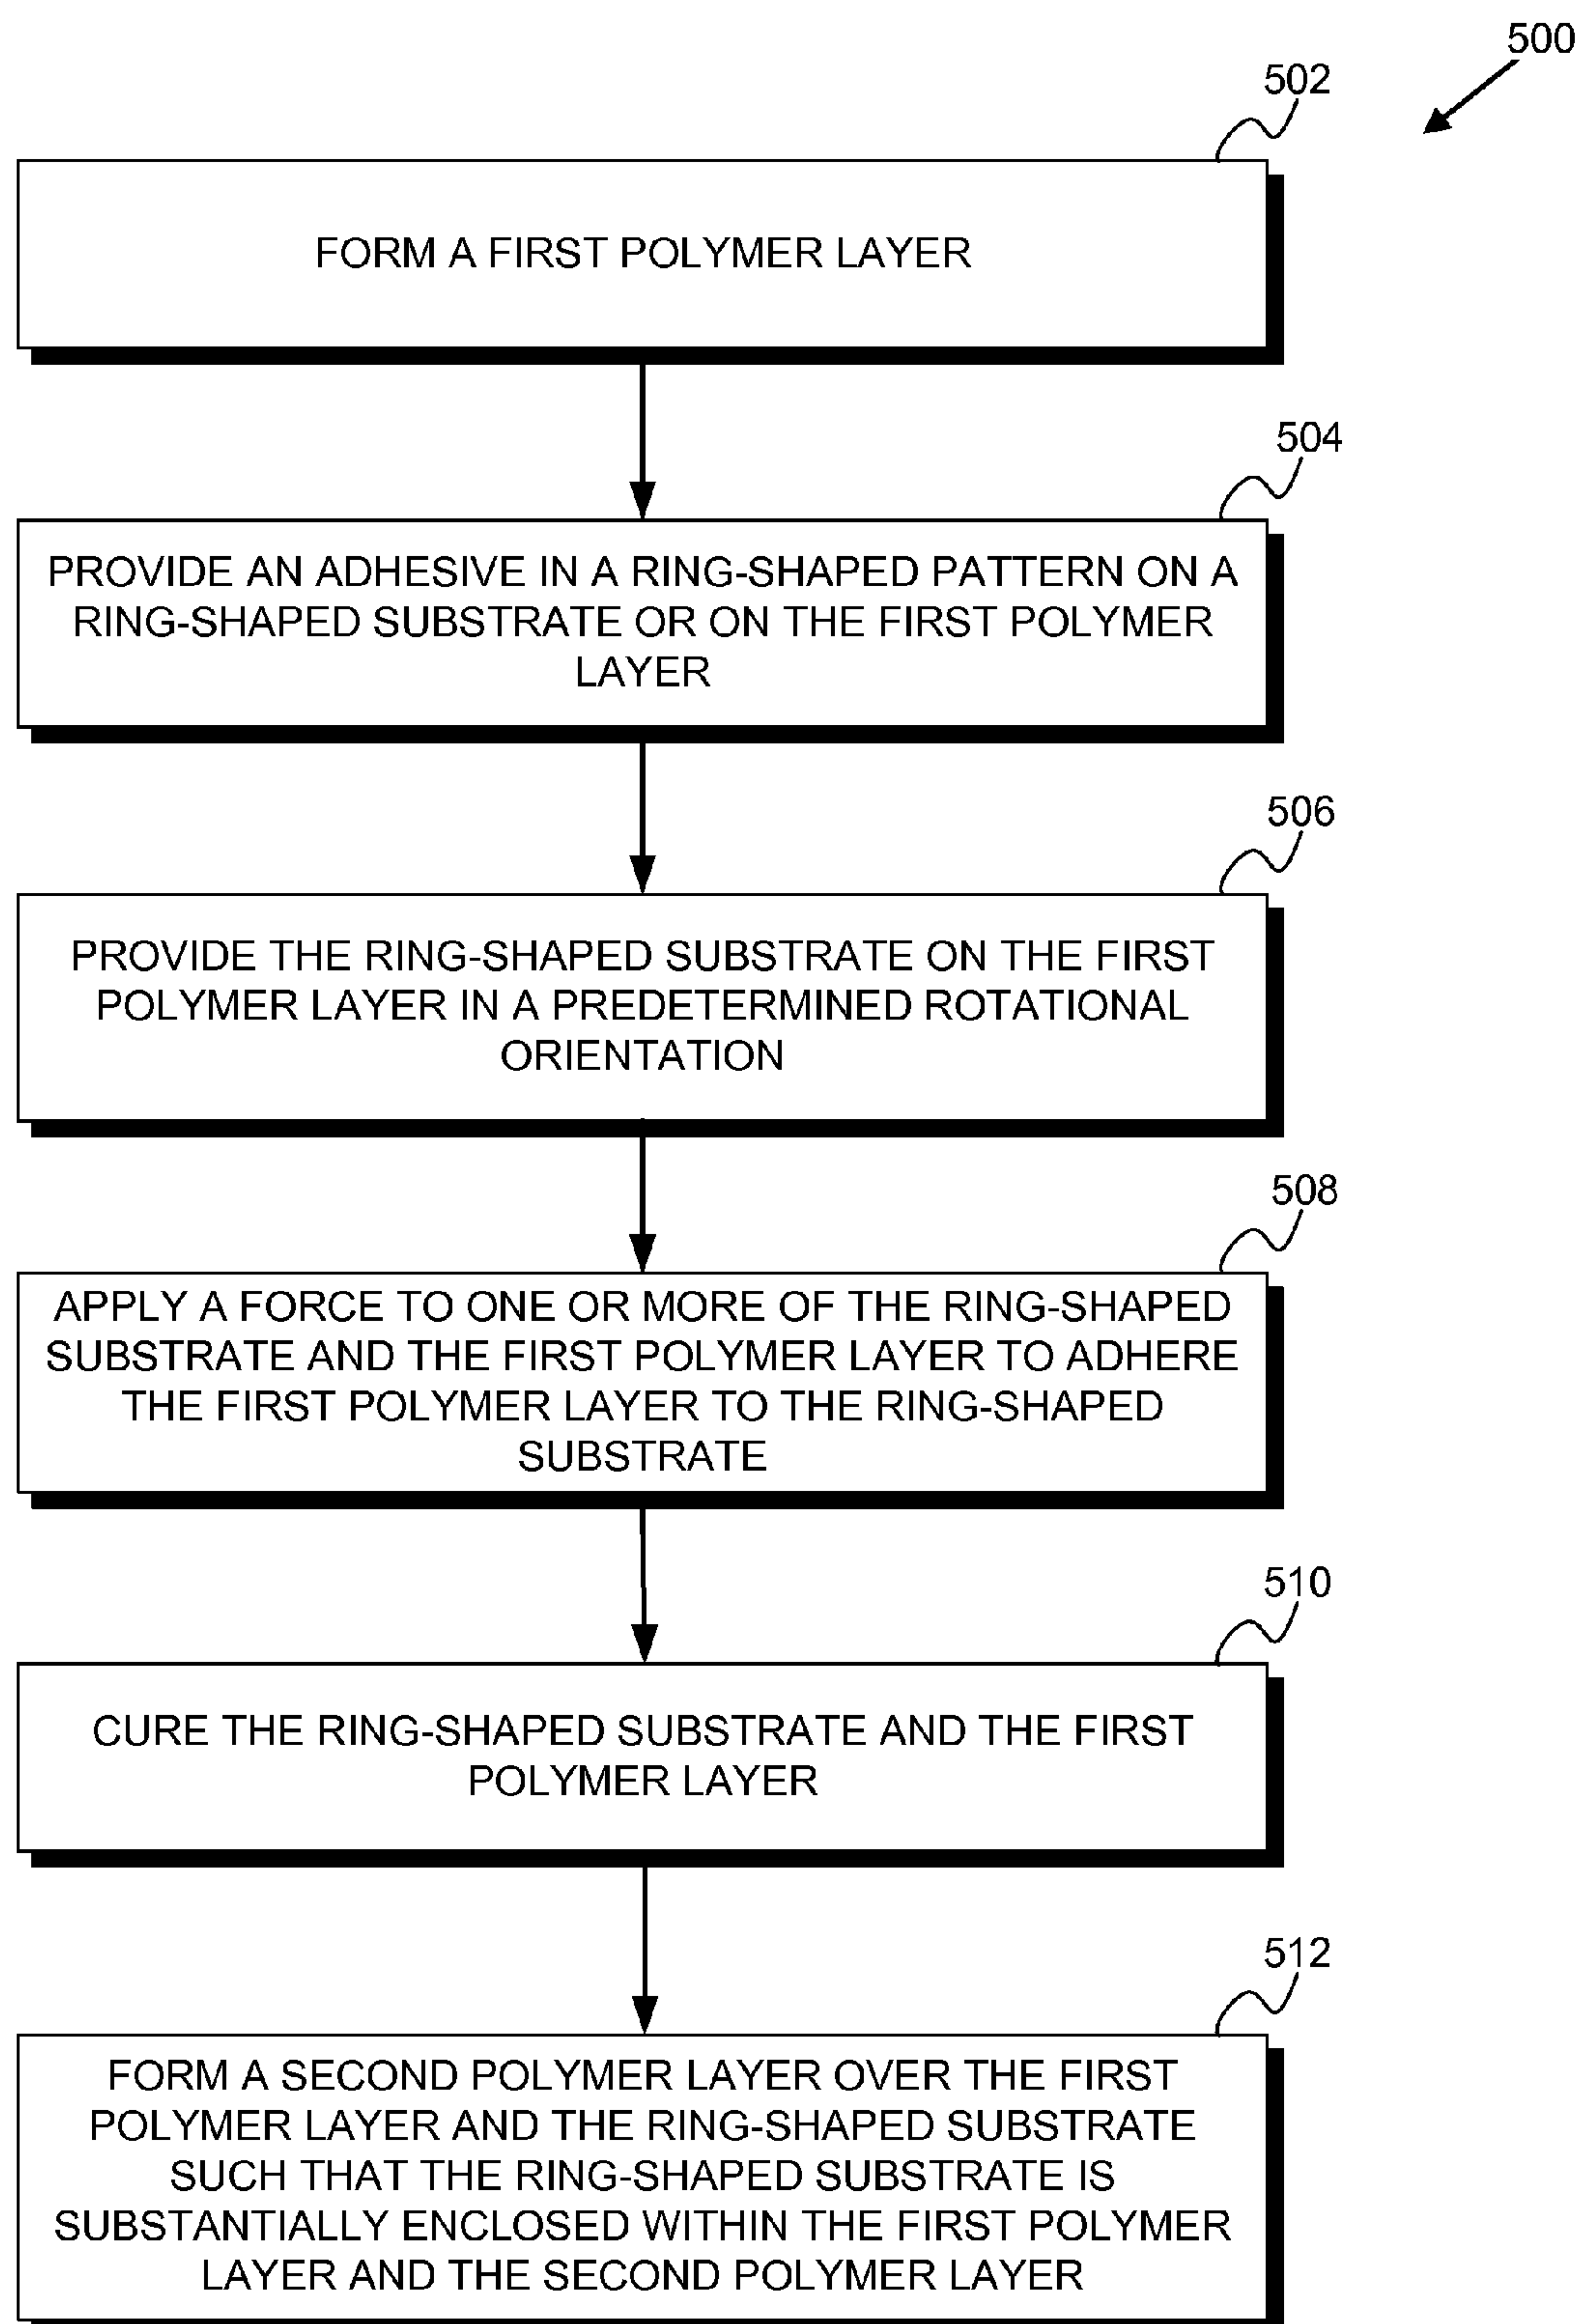 500
502
FORM A FIRST POLYMER LAYER
504
PROVIDE AN ADHESIVE IN A RING-SHAPED PATTERN ON A
RING-SHAPED SUBSTRATE OR ON THE FIRST POLYMER
LAYER
506
PROVIDE THE RING-SHAPED SUBSTRATE ON THE FIRST
POLYMER LAYER IN A PREDETERMINED ROTATIONAL
ORIENTATION
508
APPLY A FORCE TO ONE OR MORE OF THE RING-SHAPED
SUBSTRATE AND THE FIRST POLYMER LAYER TO ADHERE
THE FIRST POLYMER LAYER TO THE RING-SHAPED
SUBSTRATE
510
CURE THE RING-SHAPED SUBSTRATE AND THE FIRST
POLYMER LAYER
512
FORM A SECOND POLYMER LAYER OVER THE FIRST
POLYMER LAYER AND THE RING-SHAPED SUBSTRATE
SUCH THAT THE RING-SHAPED SUBSTRATE IS
SUBSTANTIALLY ENCLOSED WITHIN THE FIRST POLYMER
LAYER AND THE SECOND POLYMER LAYER